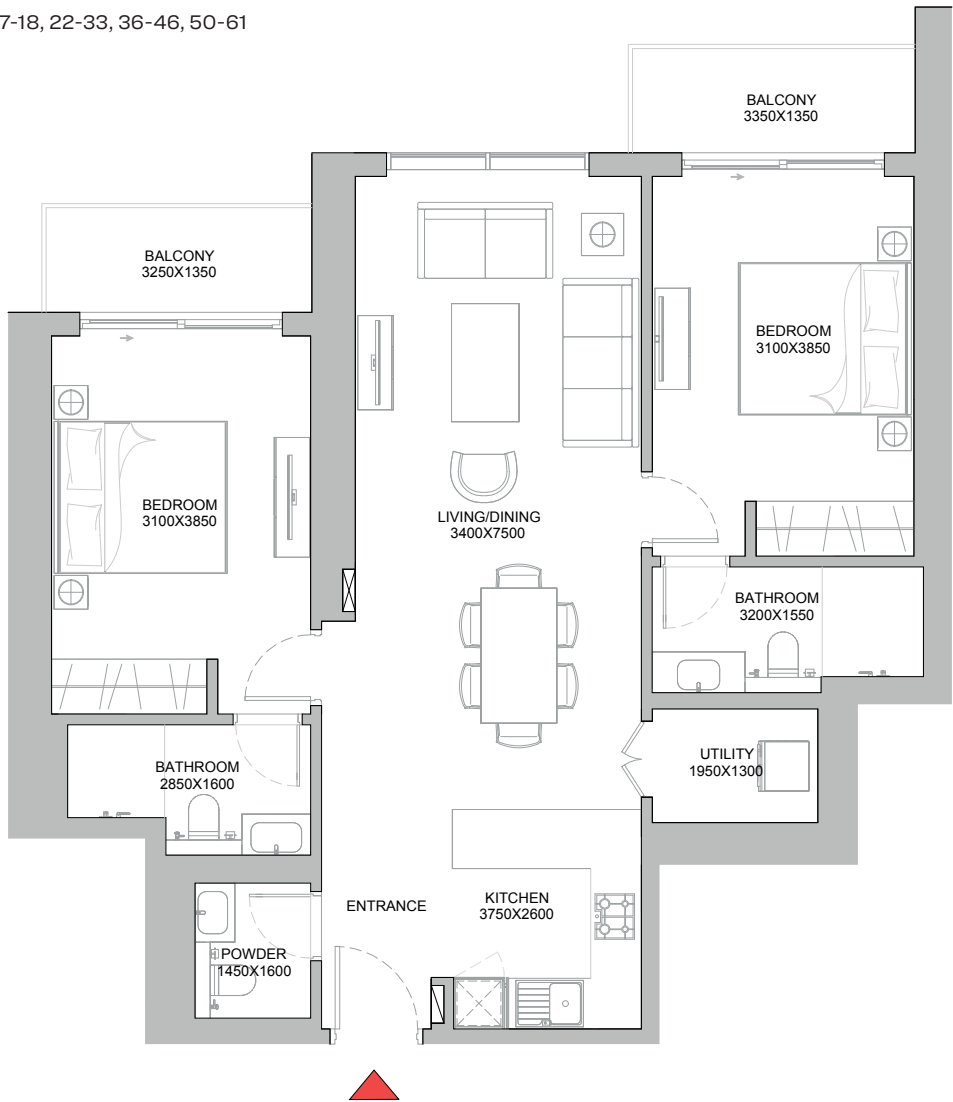 7-18, 22-33, 36-46, 50-61
BALCONY
3350X1350
BALCONY
3250X1350
BEDROOM
3100X3850
BEDROOM
3100X3850
LIVING/DINING
3400X7500
BATHROOM
3200X1550
UTILITY
1950X1300
BATHROOM
2850X1600
ENTRANCE
KITCHEN
3750X2600
POWDER
1450X1600